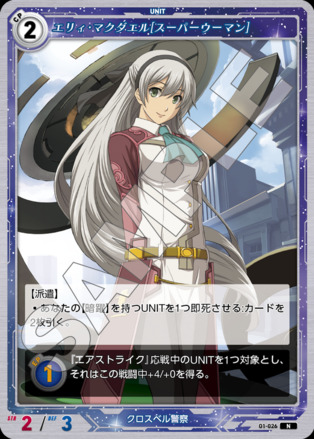 UNIT
CP
2
エリィ・マクダエル[スーパーウーマン]
【派遣】
・あなたの【暗躍】を持つUNITを1つ即死させる:カードを
2枚引く。
1
『エアストライク』応戦中のUNITを1つ対象とし、
それはこの戦闘中+4/+0を得る。
2 / 3
クロスベル警察
01-026 N
SAMPLE